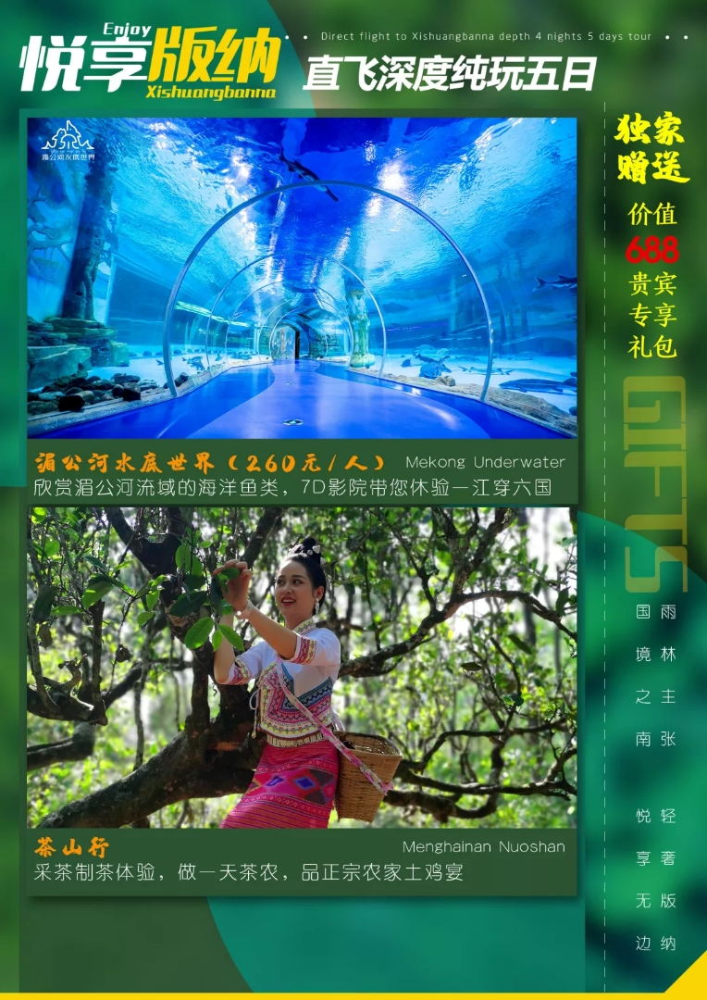 Enjoy
悦享版纳
Xishuangbanna
Direct flight to Xishuangbanna depth 4 nights 5 days tour
直飞深度纯玩五日
独家
赠送
价值
688
贵宾
专享
礼包
GIFTS
湄公河水底世界
湄公河水底世界（260元/人）
Mekong Underwater
欣赏湄公河流域的海洋鱼类，7D影院带您休验一江穿六国
茶山行
Menghainan Nuoshan
采茶制茶体验，做一天茶农，品正宗农家土鸡宴
雨林主张 轻奢版纳
国境之南 悦享无边